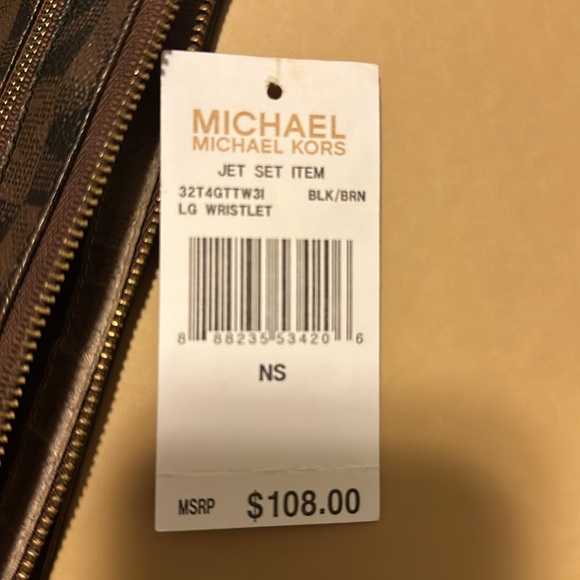 MICHAEL
MICHAEL KORS
JET SET ITEM
32T4GTTW3I BLK/BRN
LG WRISTLET
8 88235 53420 6
NS
MSRP $108.00